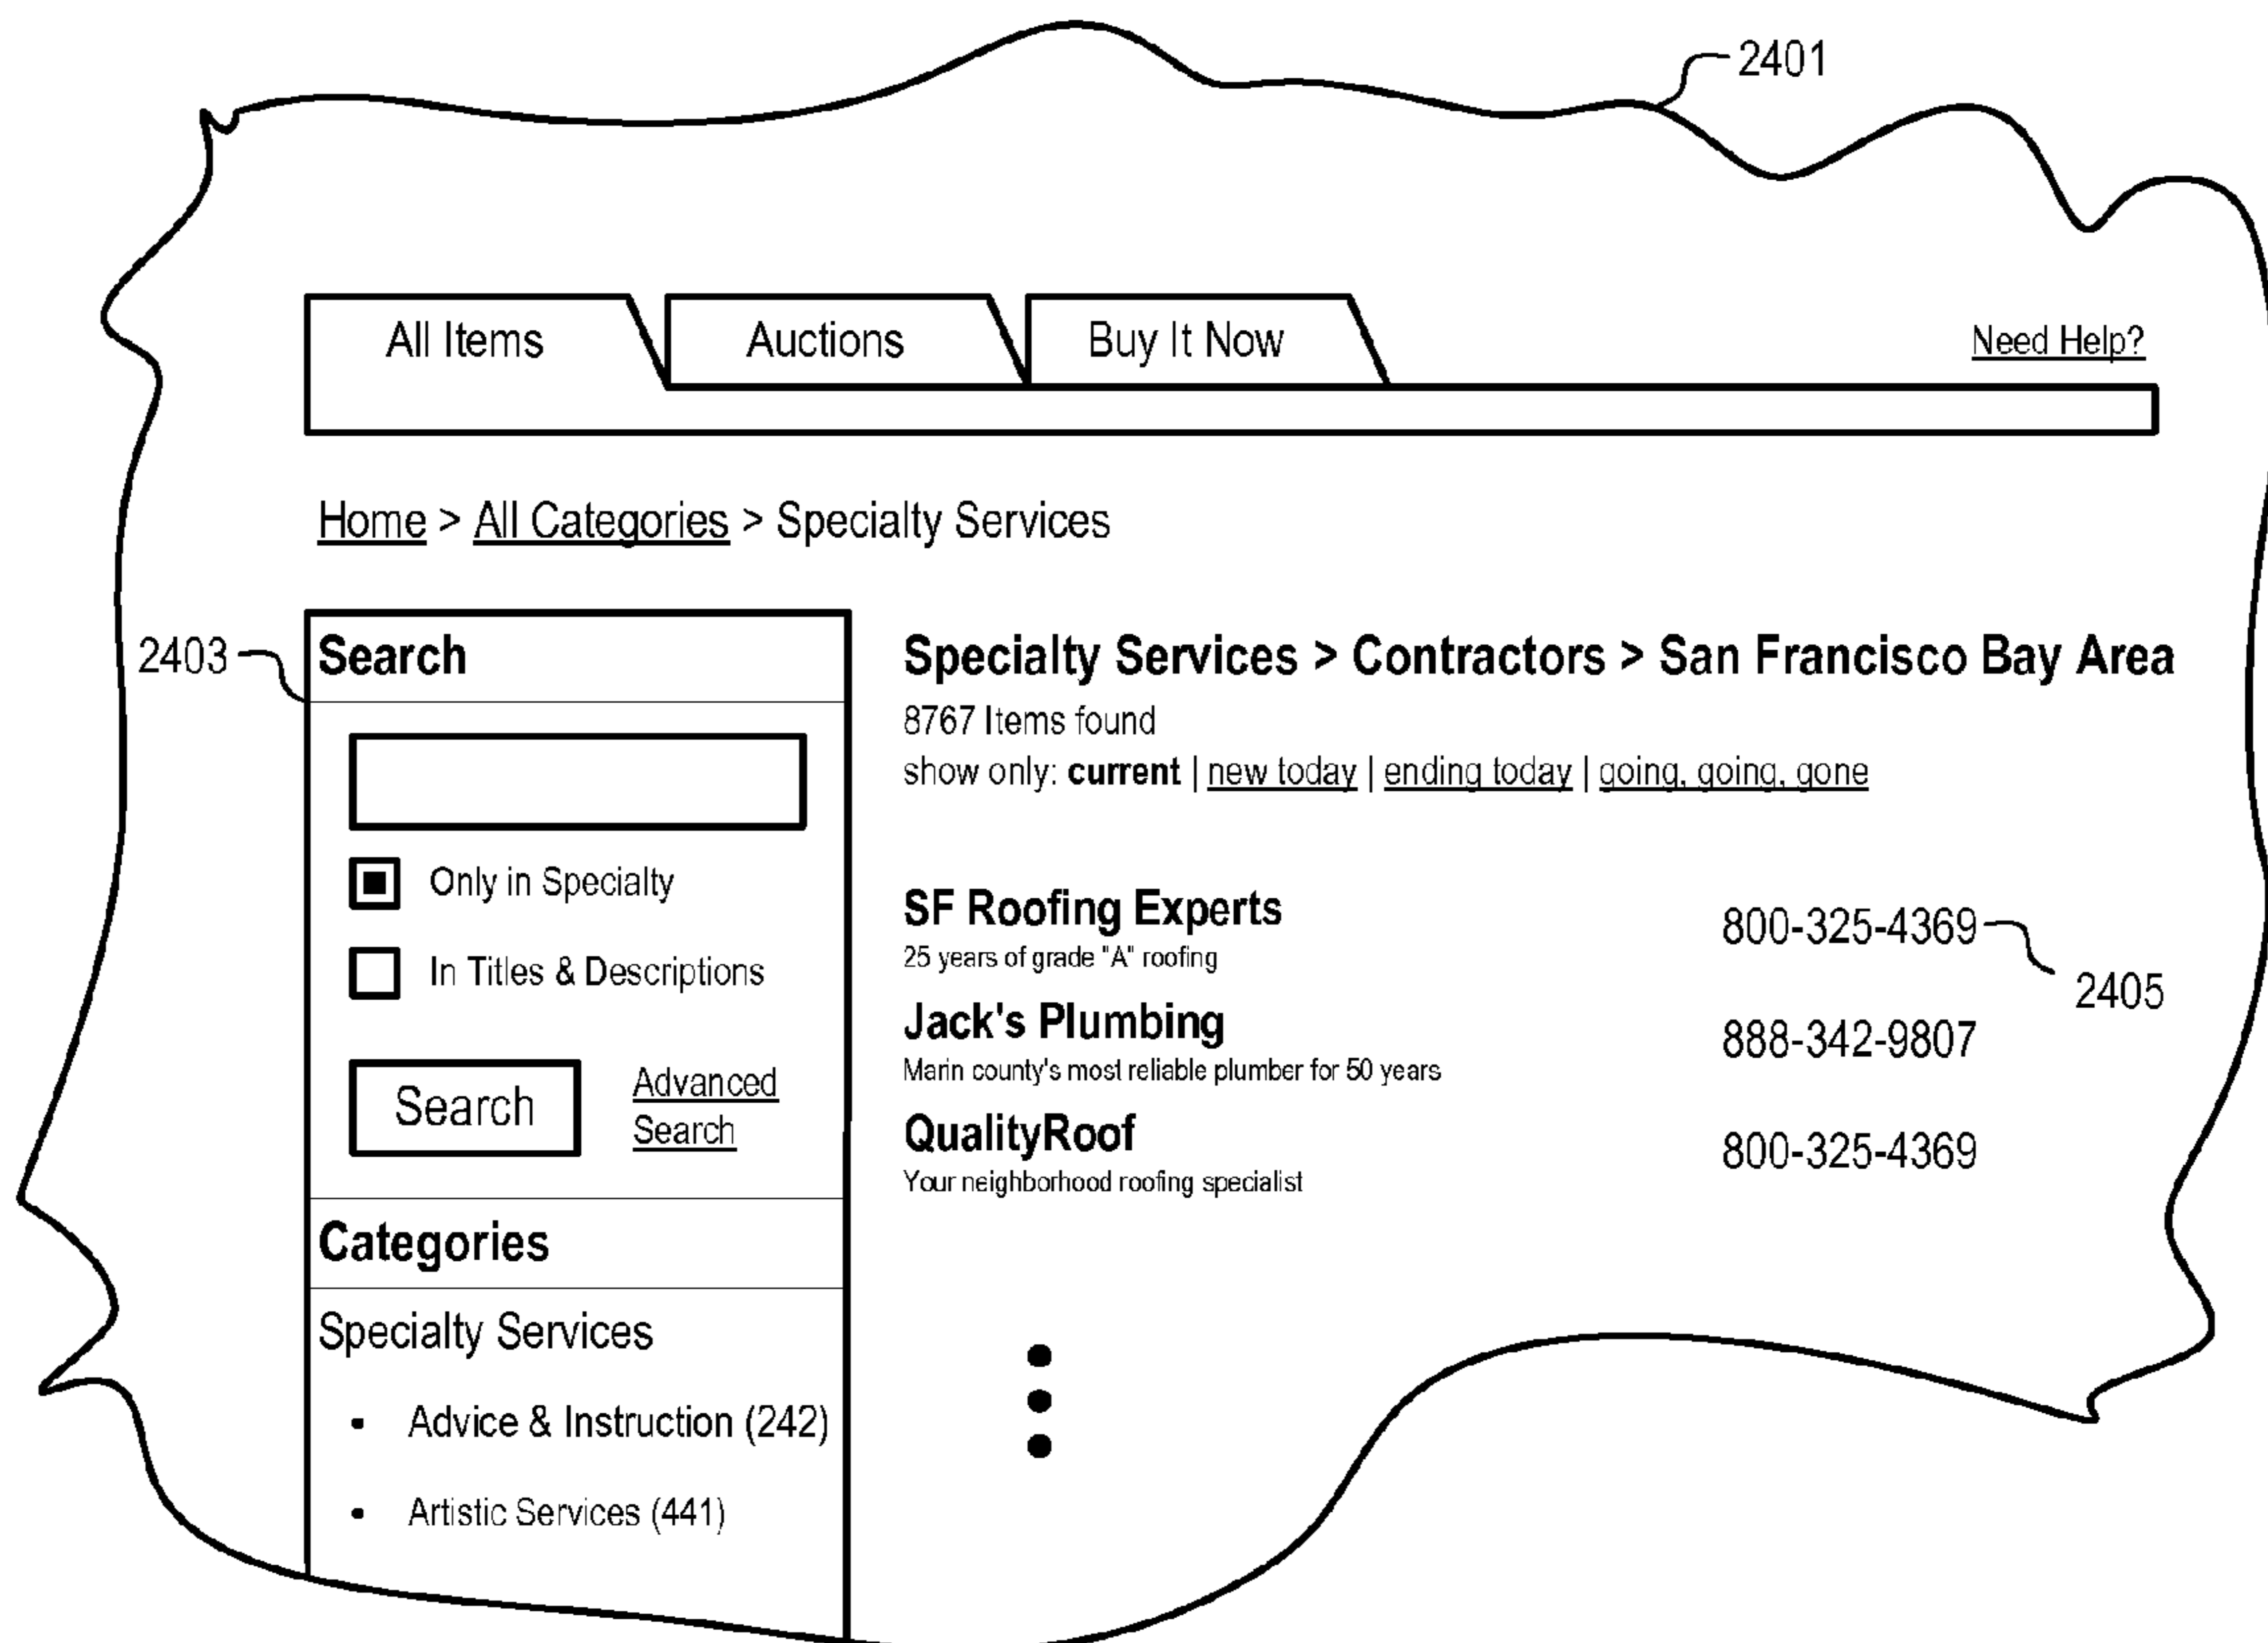 2401
All Items
Auctions
Buy It Now
Need Help?
Home > All Categories > Specialty Services
2403
Search
Only in Specialty
In Titles & Descriptions
Search
Advanced
Search
Categories
Specialty Services
• Advice & Instruction (242)
• Artistic Services (441)
Specialty Services > Contractors > San Francisco Bay Area
8767 Items found
show only: current | new today | ending today | going, going, gone
SF Roofing Experts
800-325-4369
25 years of grade "A" roofing
2405
Jack's Plumbing
888-342-9807
Marin county's most reliable plumber for 50 years
QualityRoof
800-325-4369
Your neighborhood roofing specialist